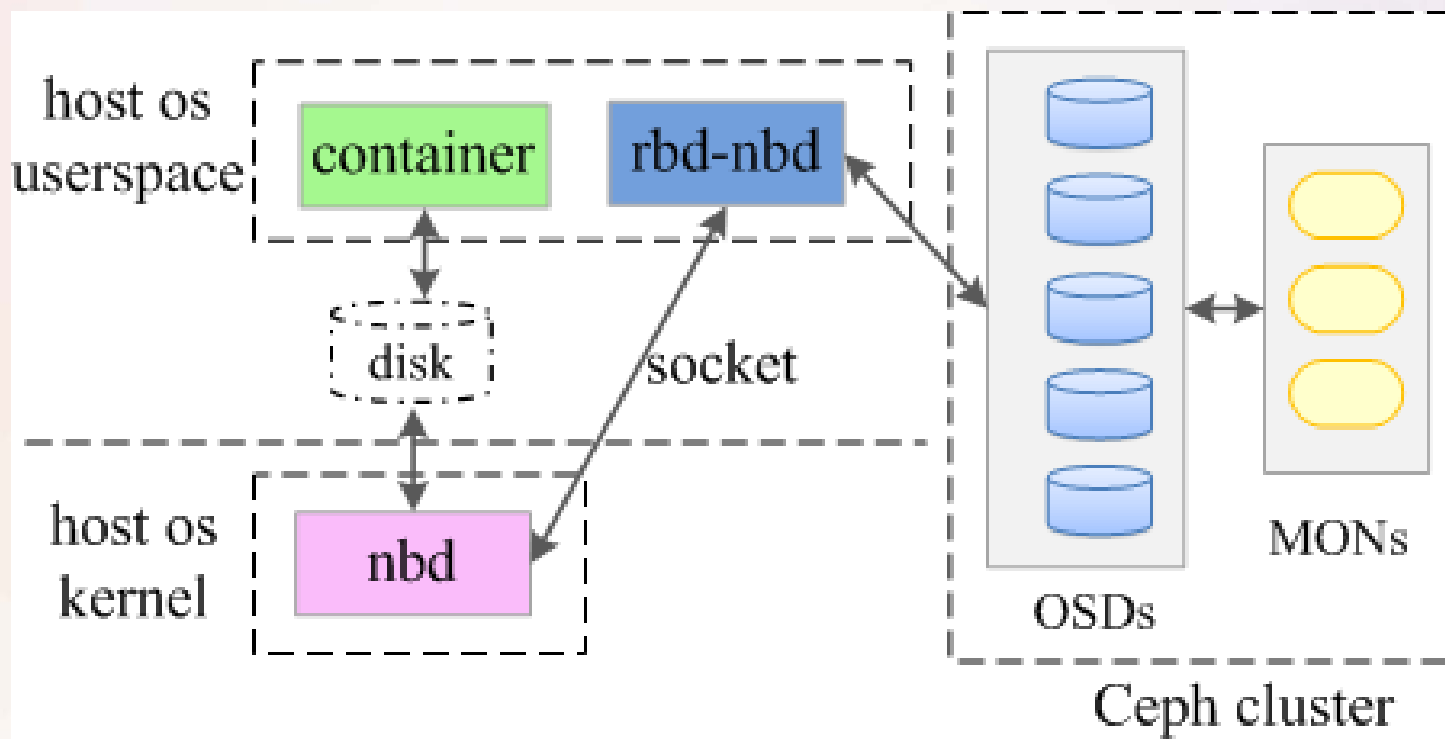 host os
userspace
container
rbd-nbd
disk
socket
host os
kernel
nbd
OSDs
MONs
Ceph cluster